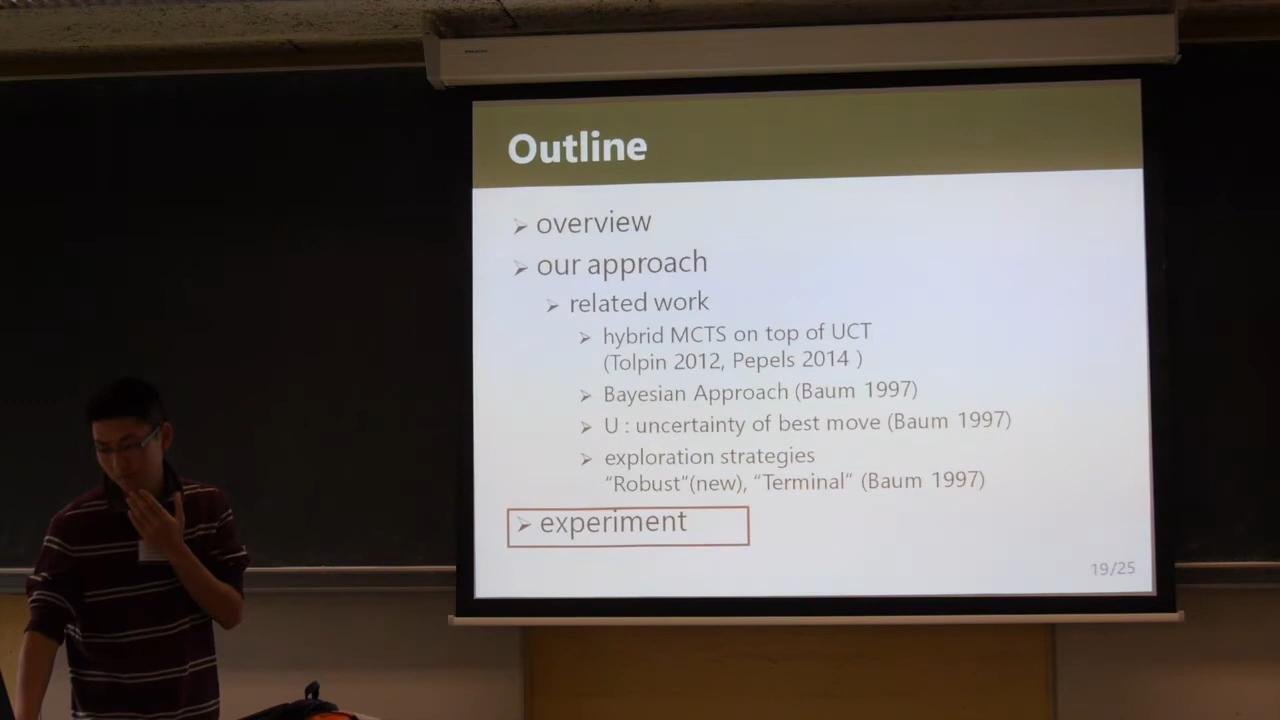 Outline
➢ overview
➢ our approach
➢ related work
➢ hybrid MCTS on top of UCT
(Tolpin 2012, Pepels 2014 )
➢ Bayesian Approach (Baum 1997)
➢ U : uncertainty of best move (Baum 1997)
➢ exploration strategies
“Robust“(new), “Terminal“ (Baum 1997)
➢ experiment
19/25